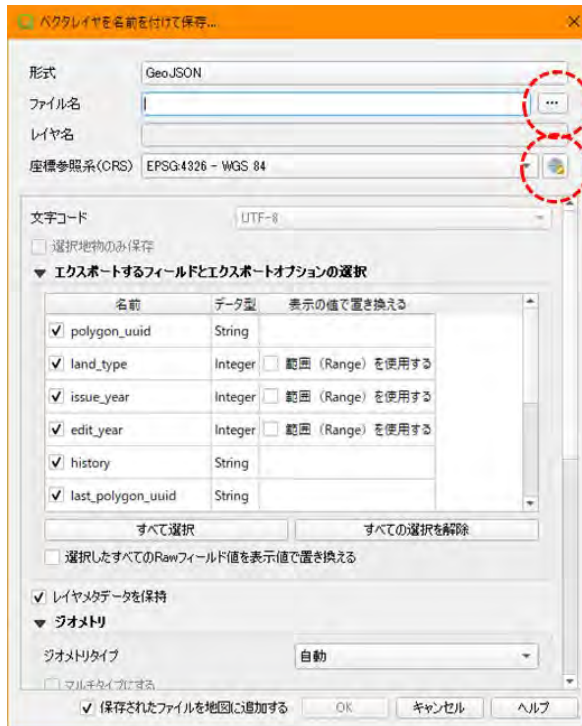 ベクタレイヤを名前を付けて保存...
形式 GeoJSON
ファイル名
レイヤ名
座標参照系(CRS) EPSG:4326 - WGS 84
文字コード UTF-8
選択地物のみ保存
エクスポートするフィールドとエクスポートオプションの選択
名前 データ型 表示の値で置き換える
polygon_uuid String
land_type Integer 範囲（Range）を使用する
issue_year Integer 範囲（Range）を使用する
edit_year Integer 範囲（Range）を使用する
history String
last_polygon_uuid String
すべて選択 すべての選択を解除
選択したすべてのRawフィールド値を表示値で置き換える
レイヤメタデータを保持
ジオメトリ
ジオメトリタイプ 自動
マルチタイプにする
保存されたファイルを地図に追加する OK キャンセル ヘルプ